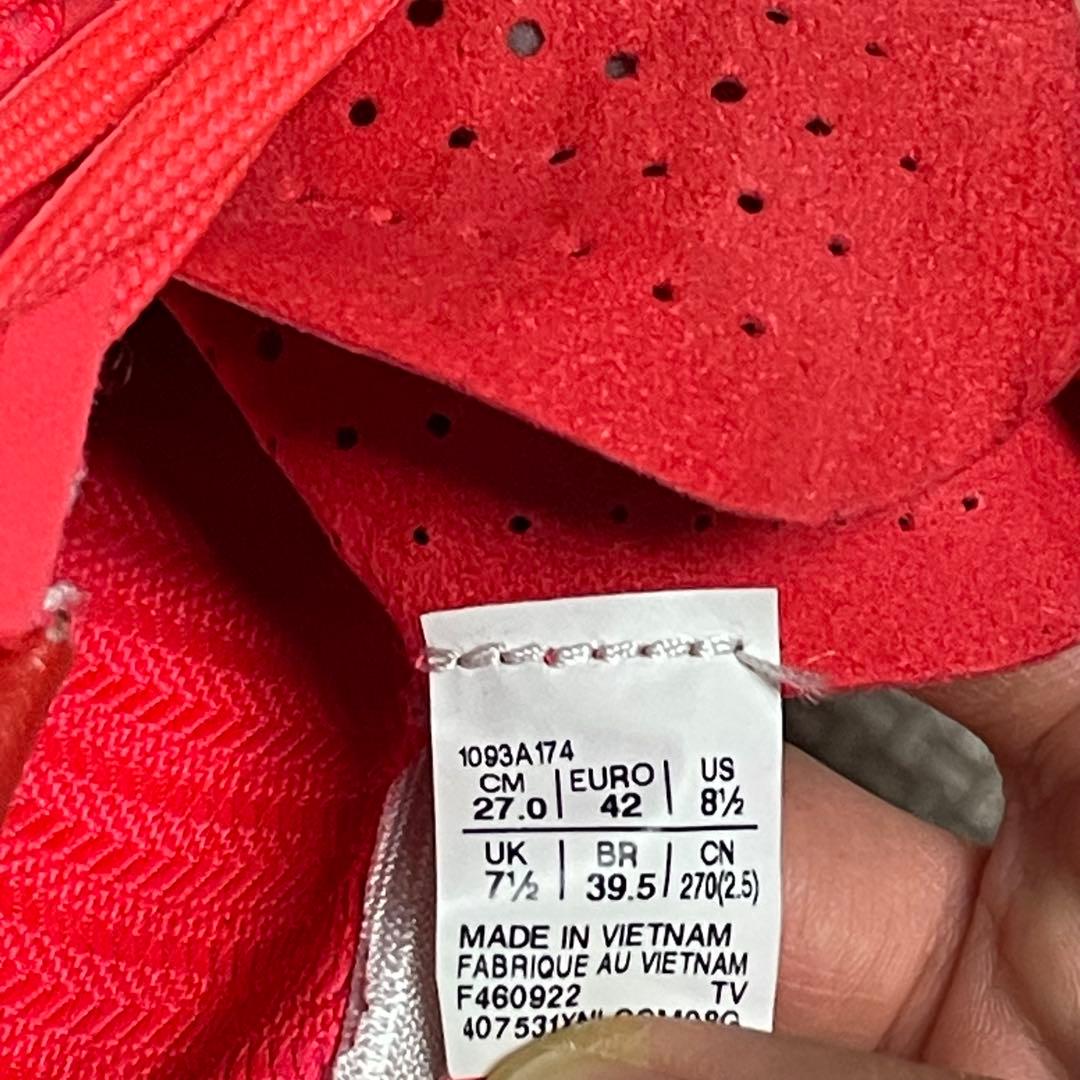 1093A174
CM | EURO | US
27.0 | 42 | 8½
UK | BR | CN
7½ | 39.5 | 270(2.5)
MADE IN VIETNAM
FABRIQUE AU VIETNAM
F460922 TV